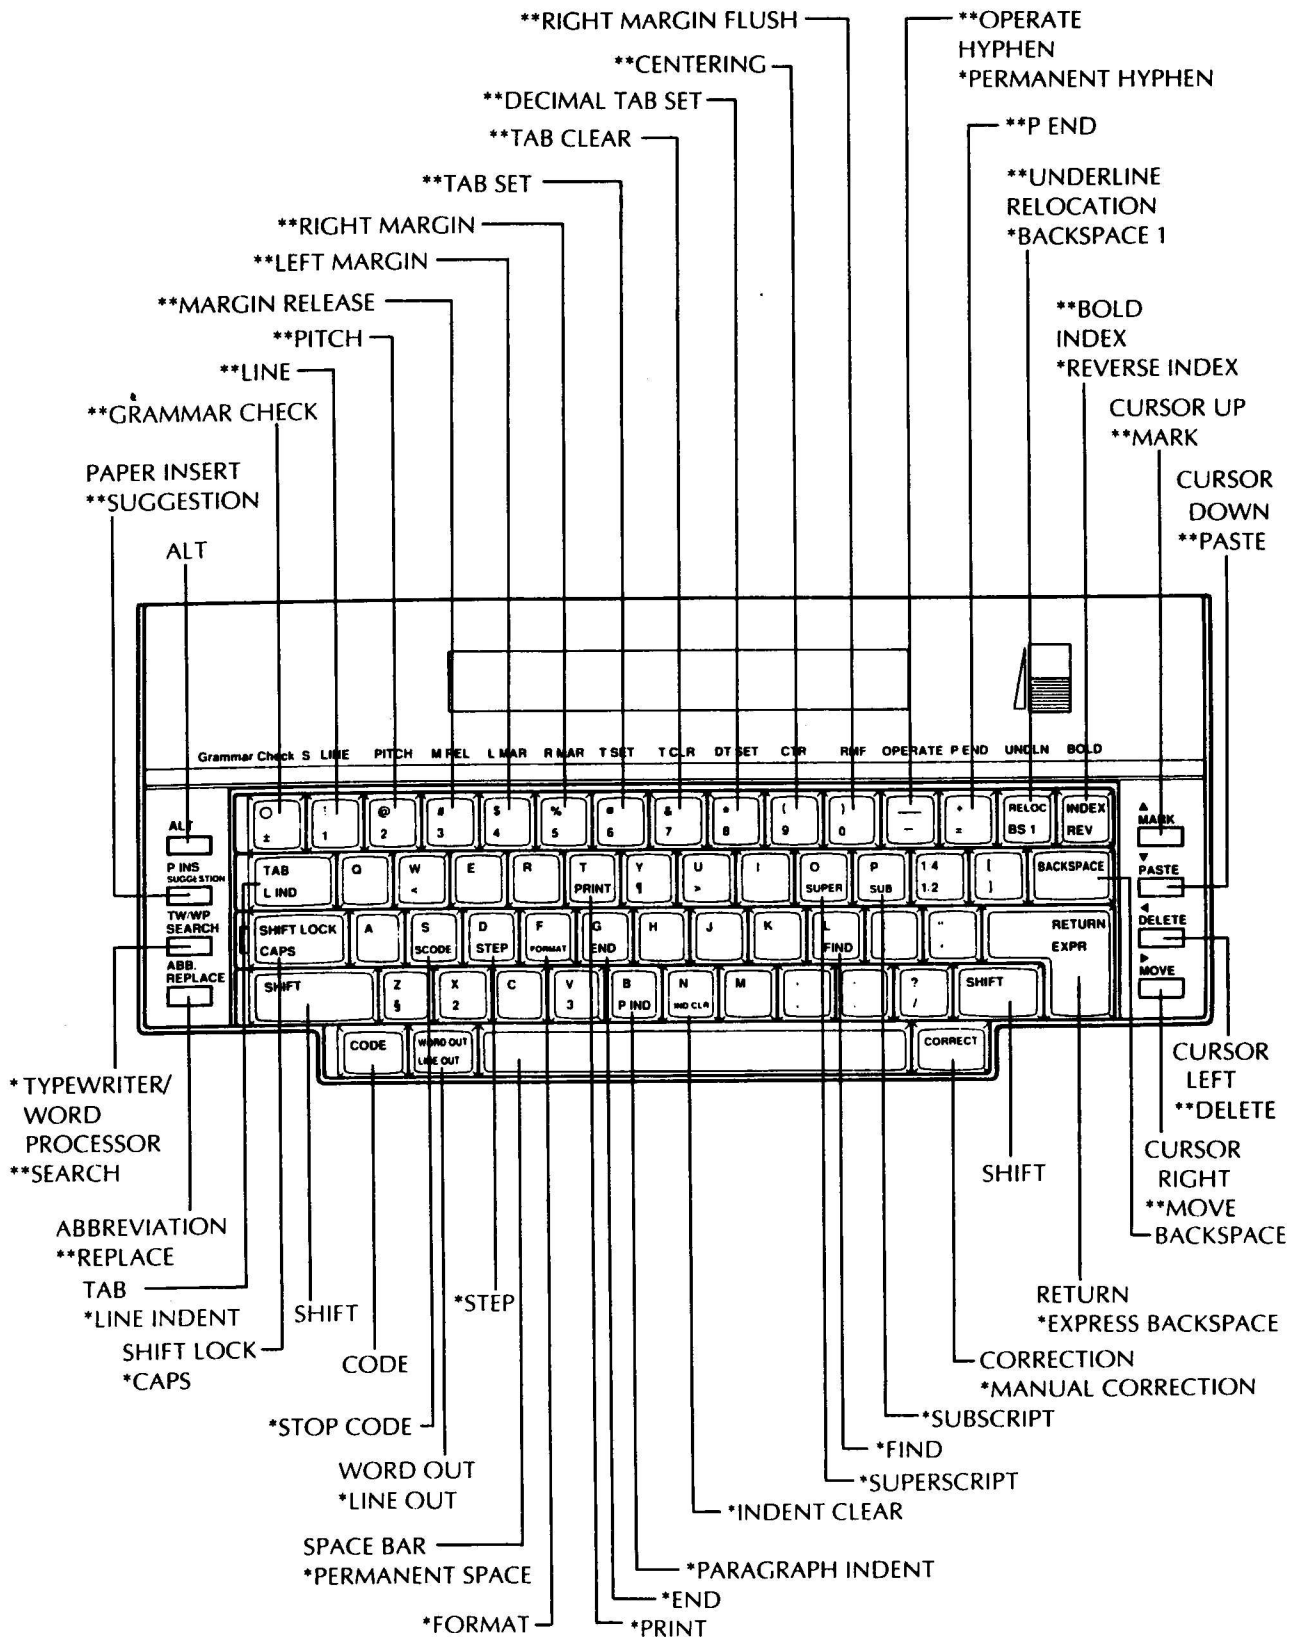 **RIGHT MARGIN FLUSH
**OPERATE
HYPHEN
*PERMANENT HYPHEN
**CENTERING
**DECIMAL TAB SET
**TAB CLEAR
**P END
**TAB SET
**UNDERLINE
RELOCATION
*BACKSPACE 1
**RIGHT MARGIN
**LEFT MARGIN
**MARGIN RELEASE
**BOLD
INDEX
*REVERSE INDEX
**PITCH
**LINE
**GRAMMAR CHECK
CURSOR UP
**MARK
PAPER INSERT
**SUGGESTION
CURSOR
DOWN
**PASTE
ALT
Grammar Check S LINE PITCH M REL L MAR R MAR T SET T CLR DT SET CTR RMF OPERATE P END UNDLN BOLD
± ! 1 @ 2 # 3 $ 4 % 5 6 & 7 * 8 ( 9 ) 0 — - + = RELOC BS 1 INDEX REV
ALT
MARK
TAB L IND Q W < E R T PRINT Y ¶ U > I O SUPER P SUB 1 4 1 2 [ ] BACKSPACE
P INS
SUGGESTION
PASTE
SHIFT LOCK CAPS A S SCODE D STEP F FORMAT G END H J K L FIND RETURN EXPR
TW/WP
SEARCH
DELETE
SHIFT Z § X 2 C V 3 B P IND N IND CLR M . . ? / SHIFT
ABB.
REPLACE
MOVE
CODE WORD OUT LINE OUT CORRECT
*TYPEWRITER/
WORD
PROCESSOR
**SEARCH
CURSOR
LEFT
**DELETE
CURSOR
RIGHT
**MOVE
BACKSPACE
SHIFT
ABBREVIATION
**REPLACE
TAB
*LINE INDENT
SHIFT
*STEP
RETURN
*EXPRESS BACKSPACE
SHIFT LOCK
*CAPS
CODE
CORRECTION
*MANUAL CORRECTION
*STOP CODE
*SUBSCRIPT
*FIND
WORD OUT
*LINE OUT
*SUPERSCRIPT
*INDENT CLEAR
SPACE BAR
*PERMANENT SPACE
*PARAGRAPH INDENT
*END
*FORMAT
*PRINT